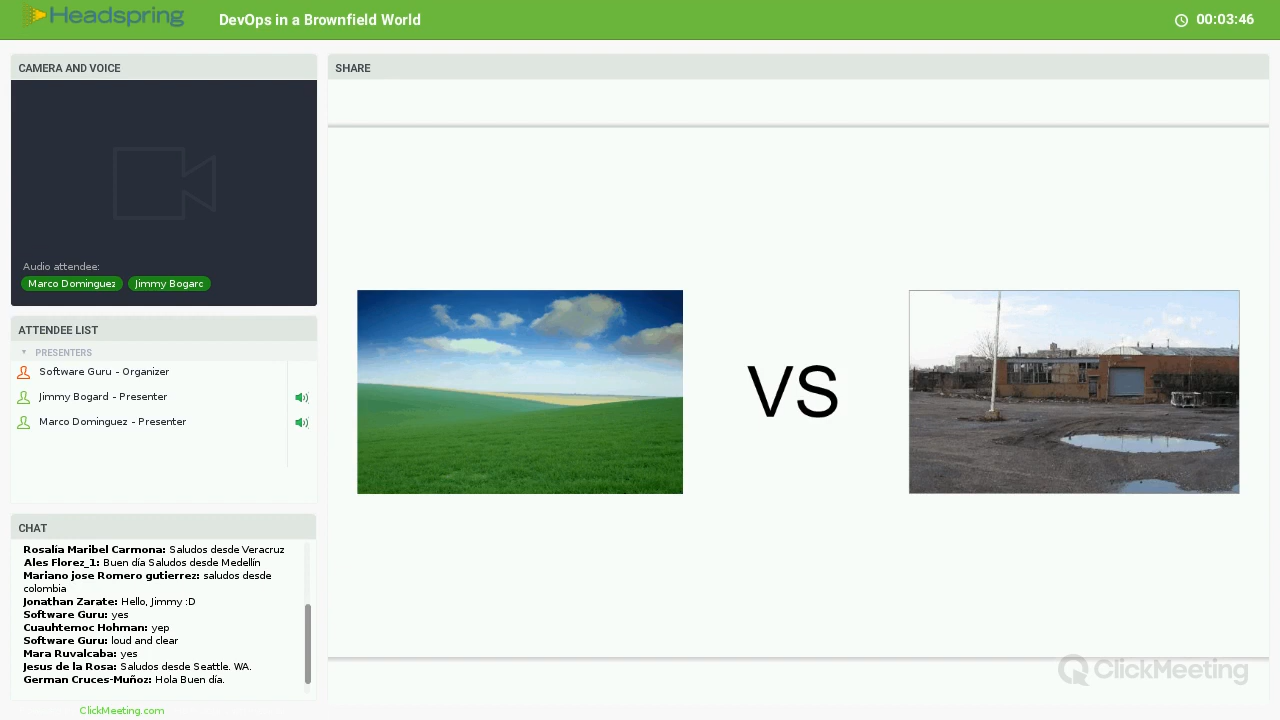 Headspring
DevOps in a Brownfield World
00:03:46
CAMERA AND VOICE
Audio attendee:
Marco Dominguez
Jimmy Bogarc
ATTENDEE LIST
PRESENTERS
Software Guru - Organizer
Jimmy Bogard - Presenter
Marco Dominguez - Presenter
CHAT
Rosalía Maribel Carmona: Saludos desde Veracruz
Ales Florez_1: Buen día Saludos desde Medellín
Mariano jose Romero gutierrez: saludos desde
colombia
Jonathan Zarate: Hello, Jimmy :D
Software Guru: yes
Cuauhtemoc Hohman: yep
Software Guru: loud and clear
Mara Ruvalcaba: yes
Jesus de la Rosa: Saludos desde Seattle. WA.
German Cruces-Muñoz: Hola Buen día.
ClickMeeting.com
SHARE
VS
ClickMeeting